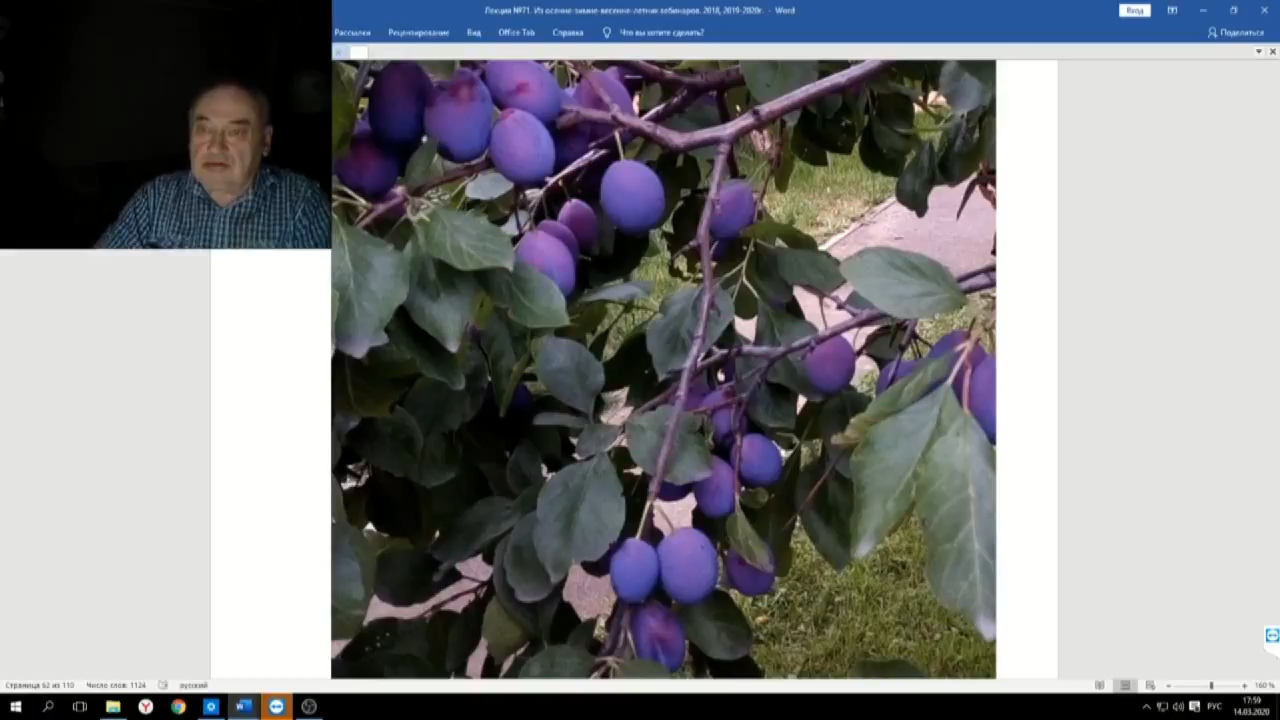 Лекция №71. Из осенне-зимне-весенне-летних вебинаров. 2018, 2019-2020г. - Word
Вход
Рассылки Рецензирование Вид Office Tab Справка Что вы хотите сделать? Поделиться
Страница 62 из 110 Число слов: 1124 русский 160 %
РУС 17:59
14.03.2020